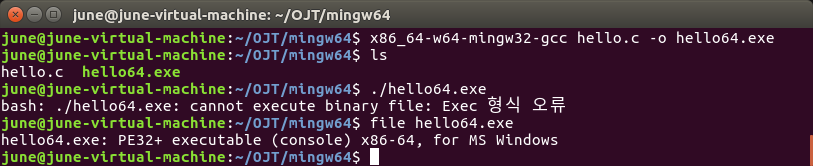 june@june-virtual-machine: ~/OJT/mingw64
june@june-virtual-machine:~/OJT/mingw64$ x86_64-w64-mingw32-gcc hello.c -o hello64.exe
june@june-virtual-machine:~/OJT/mingw64$ ls
hello.c  hello64.exe
june@june-virtual-machine:~/OJT/mingw64$ ./hello64.exe
bash: ./hello64.exe: cannot execute binary file: Exec 형식 오류
june@june-virtual-machine:~/OJT/mingw64$ file hello64.exe
hello64.exe: PE32+ executable (console) x86-64, for MS Windows
june@june-virtual-machine:~/OJT/mingw64$